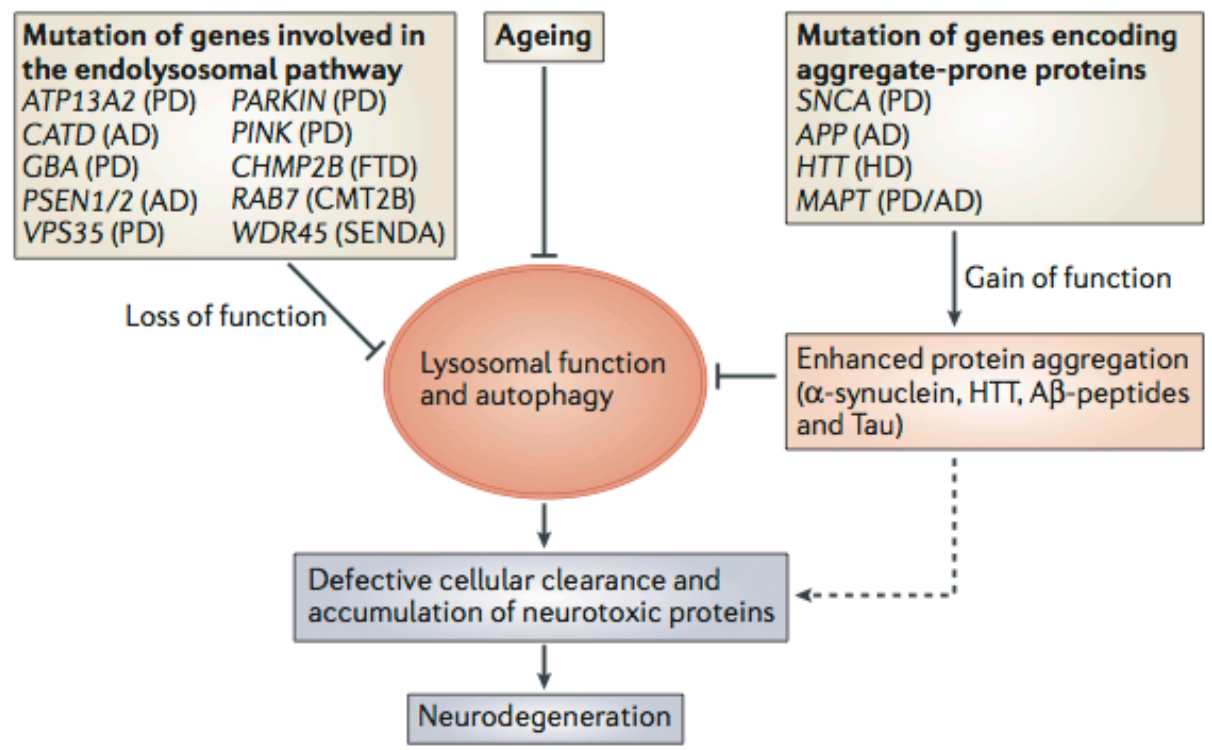 Mutation of genes involved in
the endolysosomal pathway
ATP13A2 (PD) PARKIN (PD)
CATD (AD) PINK (PD)
GBA (PD) CHMP2B (FTD)
PSEN1/2 (AD) RAB7 (CMT2B)
VPS35 (PD) WDR45 (SENDA)
Ageing
Mutation of genes encoding
aggregate-prone proteins
SNCA (PD)
APP (AD)
HTT (HD)
MAPT (PD/AD)
Loss of function
Gain of function
Lysosomal function
and autophagy
Enhanced protein aggregation
(α-synuclein, HTT, Aβ-peptides
and Tau)
Defective cellular clearance and
accumulation of neurotoxic proteins
Neurodegeneration